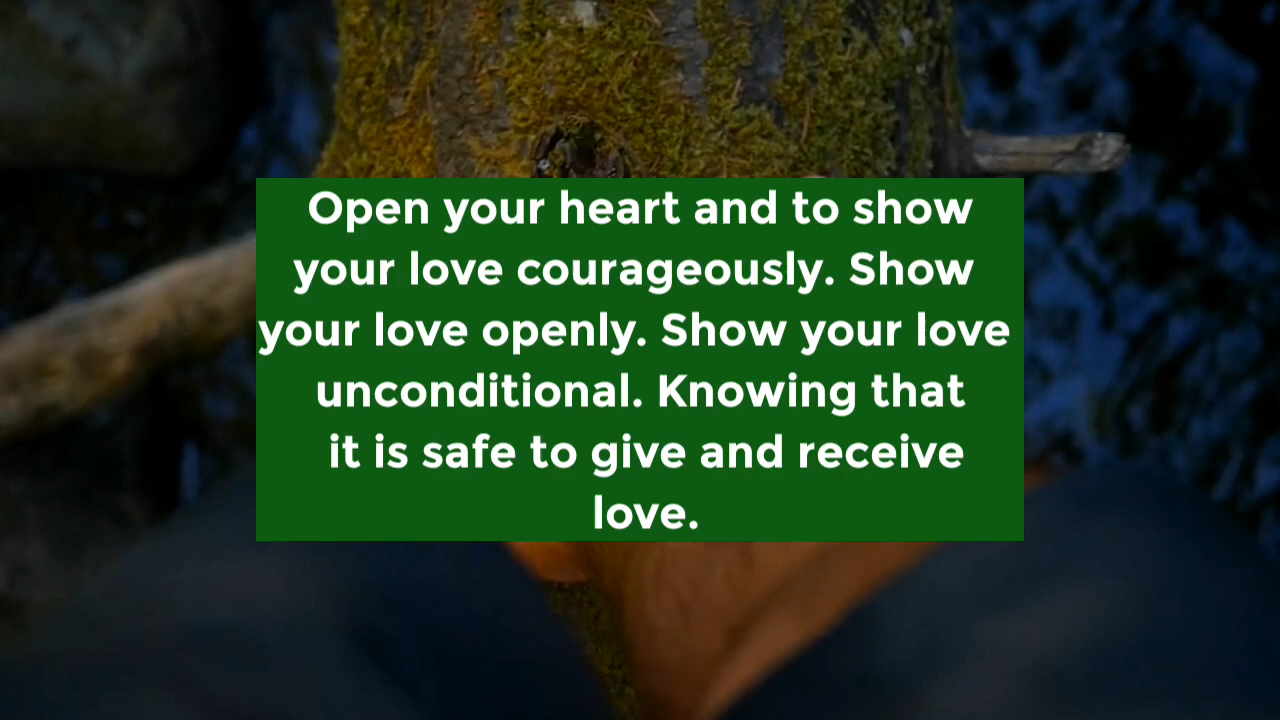 Open your heart and to show
your love courageously. Show
your love openly. Show your love
unconditional. Knowing that
it is safe to give and receive
love.